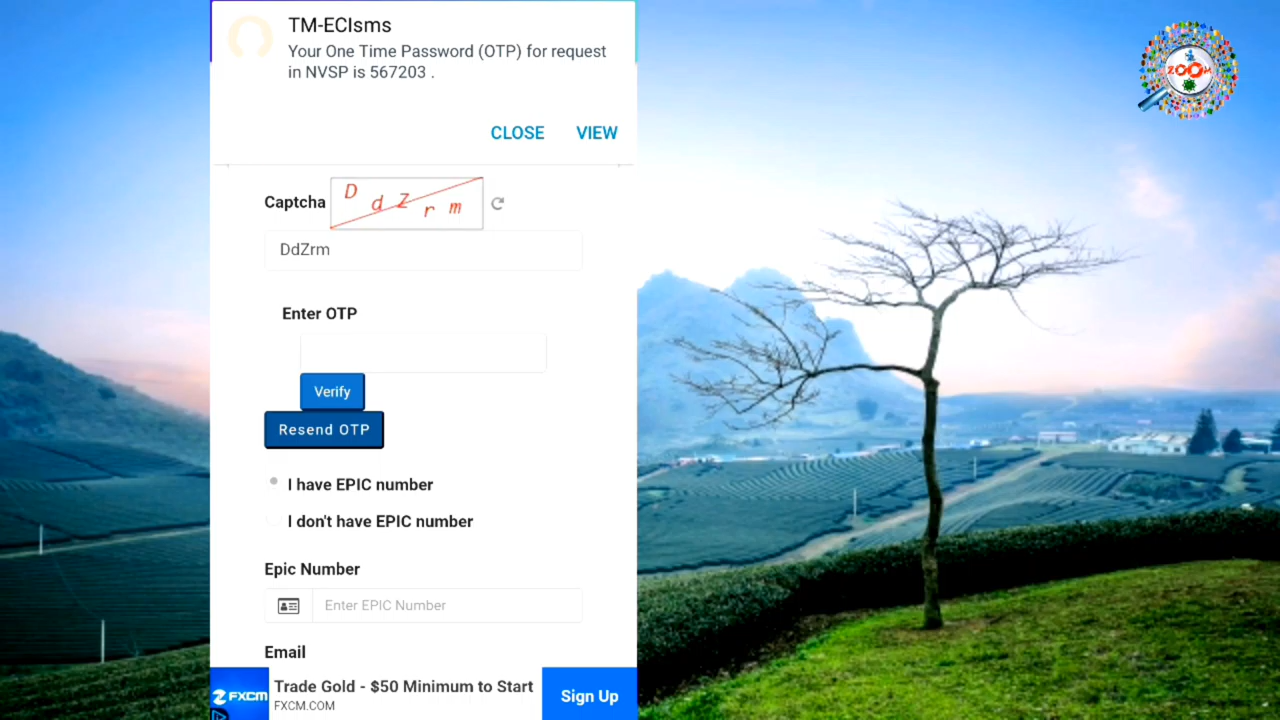 TM-ECIsms
Your One Time Password (OTP) for request
in NVSP is 567203 .
CLOSE VIEW
Captcha D d Z r m
DdZrm
Enter OTP
Verify
Resend OTP
I have EPIC number
I don't have EPIC number
Epic Number
Enter EPIC Number
Email
FXCM
Trade Gold - $50 Minimum to Start
FXCM.COM
Sign Up
ZOOM